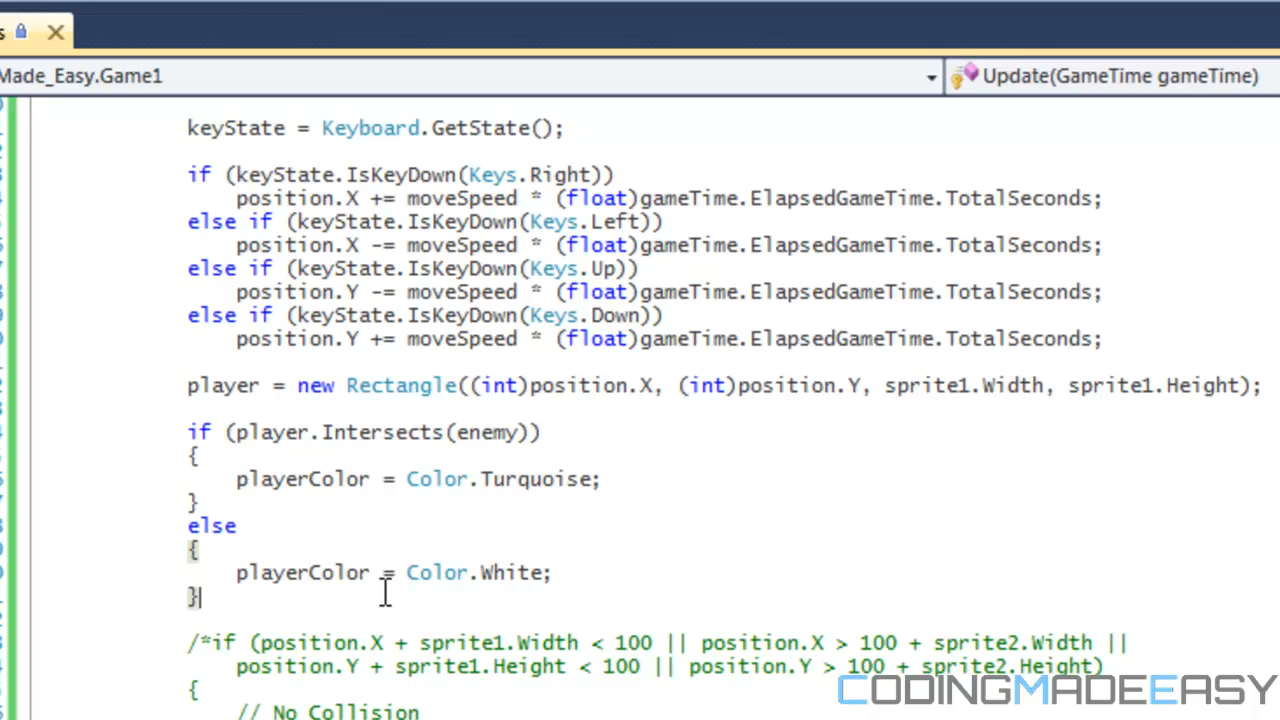 s
Made_Easy.Game1
Update(GameTime gameTime)
keyState = Keyboard.GetState();
if (keyState.IsKeyDown(Keys.Right))
position.X += moveSpeed * (float)gameTime.ElapsedGameTime.TotalSeconds;
else if (keyState.IsKeyDown(Keys.Left))
position.X -= moveSpeed * (float)gameTime.ElapsedGameTime.TotalSeconds;
else if (keyState.IsKeyDown(Keys.Up))
position.Y -= moveSpeed * (float)gameTime.ElapsedGameTime.TotalSeconds;
else if (keyState.IsKeyDown(Keys.Down))
position.Y += moveSpeed * (float)gameTime.ElapsedGameTime.TotalSeconds;
player = new Rectangle((int)position.X, (int)position.Y, sprite1.Width, sprite1.Height);
if (player.Intersects(enemy))
{
playerColor = Color.Turquoise;
}
else
{
playerColor = Color.White;
}
/*if (position.X + sprite1.Width < 100 || position.X > 100 + sprite2.Width ||
position.Y + sprite1.Height < 100 || position.Y > 100 + sprite2.Height)
{
// No Collision
CODINGMADEEASY